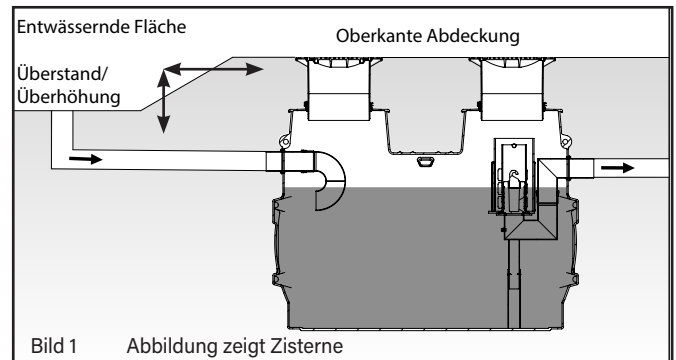 Entwässernde Fläche
Oberkante Abdeckung
Überstand/
Überhöhung
Bild 1 Abbildung zeigt Zisterne